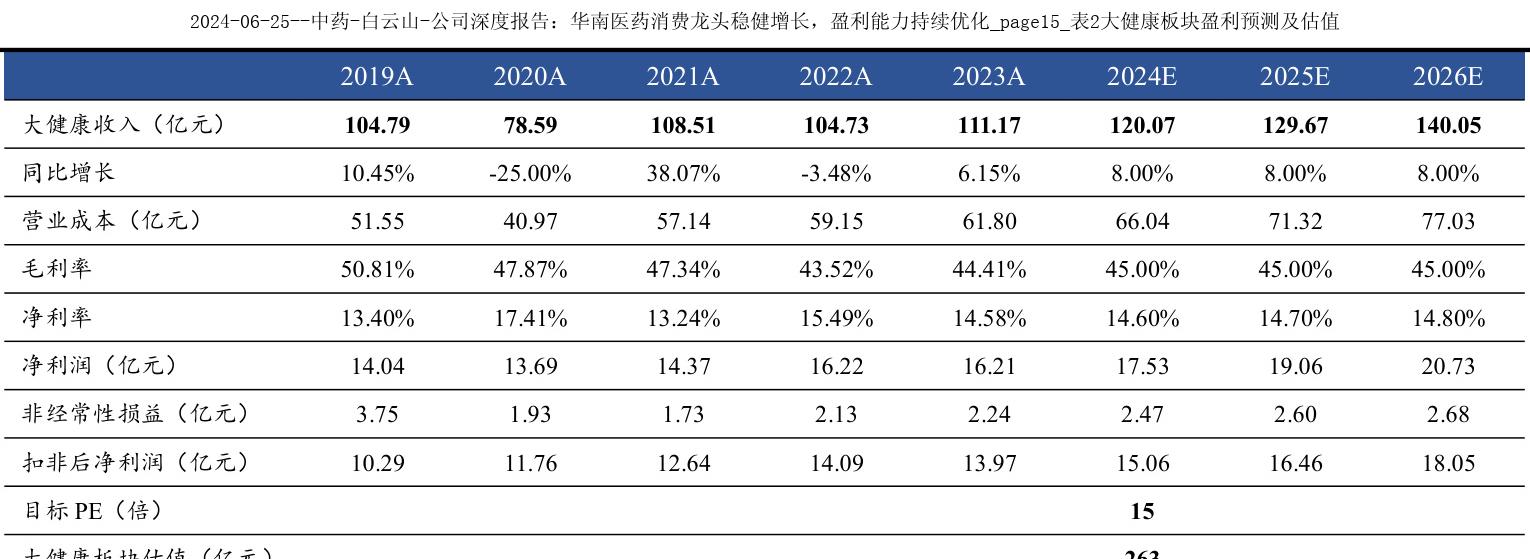 2024-06-25--中药-白云山-公司深度报告：华南医药消费龙头稳健增长，盈利能力持续优化_page15_表2大健康板块盈利预测及估值
2019A 2020A 2021A 2022A 2023A 2024E 2025E 2026E
大健康收入（亿元） 104.79 78.59 108.51 104.73 111.17 120.07 129.67 140.05
同比增长 10.45% -25.00% 38.07% -3.48% 6.15% 8.00% 8.00% 8.00%
营业成本（亿元） 51.55 40.97 57.14 59.15 61.80 66.04 71.32 77.03
毛利率 50.81% 47.87% 47.34% 43.52% 44.41% 45.00% 45.00% 45.00%
净利率 13.40% 17.41% 13.24% 15.49% 14.58% 14.60% 14.70% 14.80%
净利润（亿元） 14.04 13.69 14.37 16.22 16.21 17.53 19.06 20.73
非经常性损益（亿元） 3.75 1.93 1.73 2.13 2.24 2.47 2.60 2.68
扣非后净利润（亿元） 10.29 11.76 12.64 14.09 13.97 15.06 16.46 18.05
目标 PE（倍） 15
大健康板块估值（亿元） 263